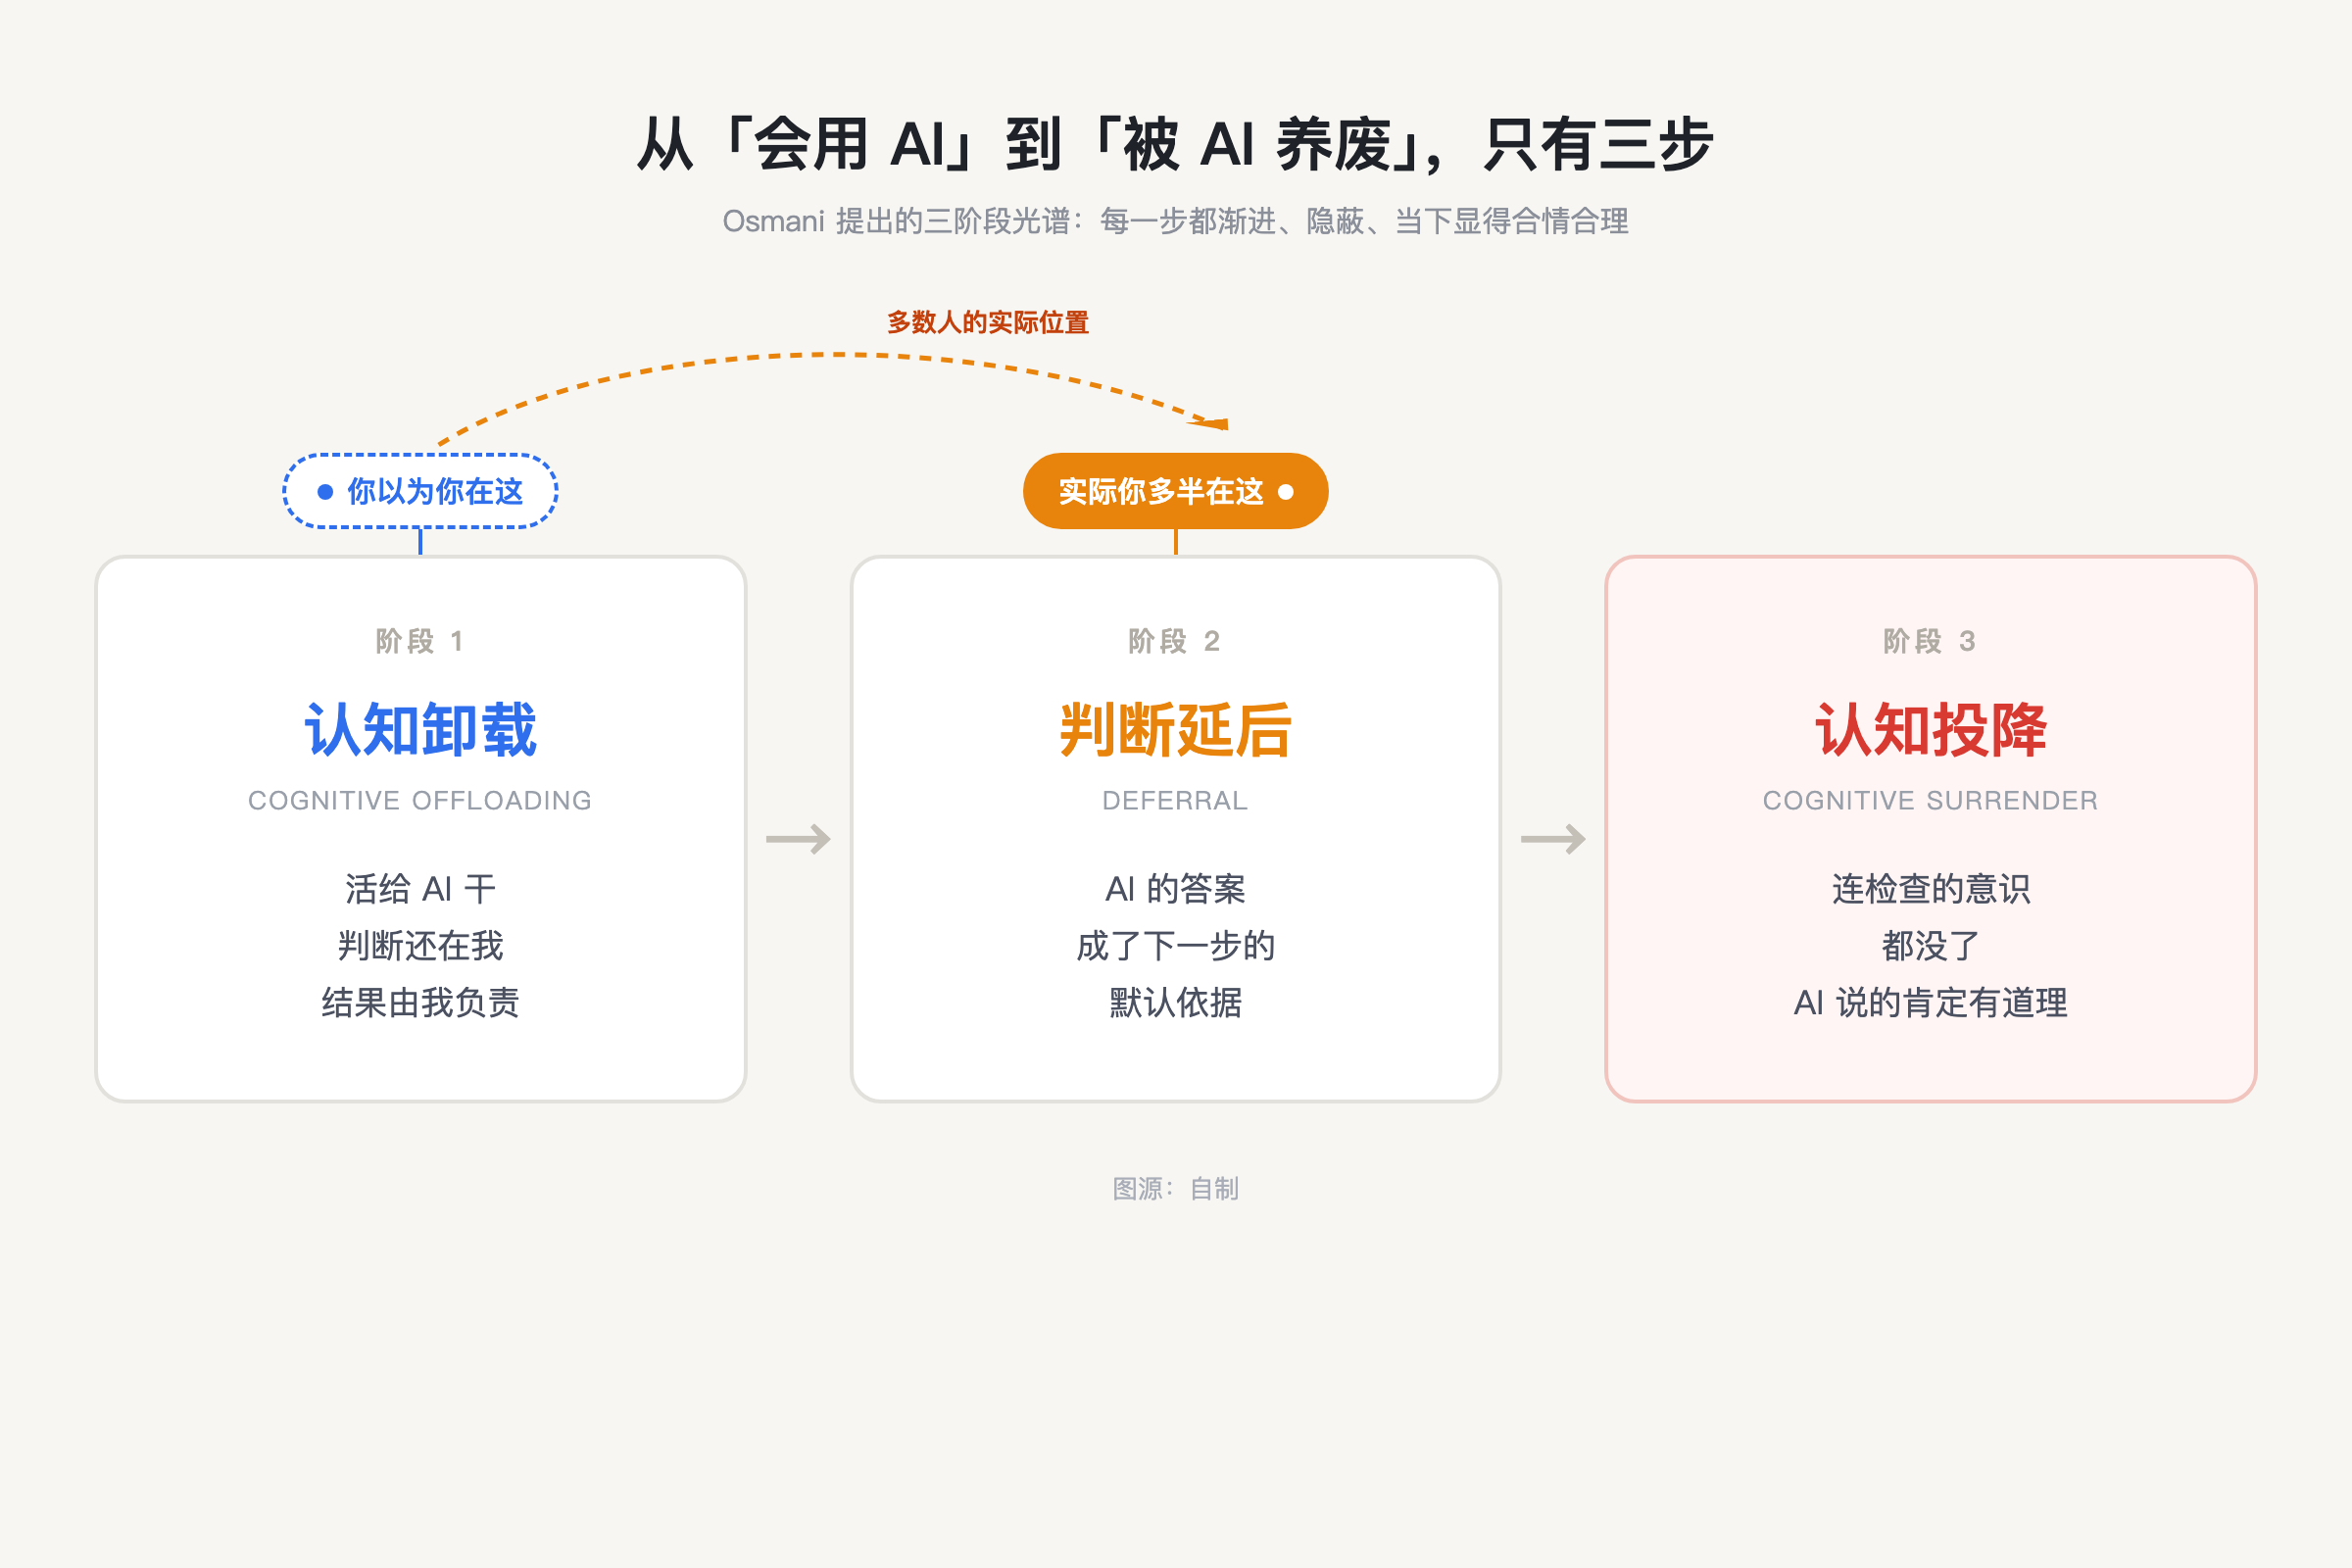 从「会用 AI」到「被 AI 养废」，只有三步
Osmani 提出的三阶段光谱：每一步都渐进、隐蔽、当下显得合情合理
多数人的实际位置
你以为你在这
实际你多半在这
阶段 1
认知卸载
COGNITIVE OFFLOADING
活给 AI 干
判断还在我
结果由我负责
阶段 2
判断延后
DEFERRAL
AI 的答案
成了下一步的
默认依据
阶段 3
认知投降
COGNITIVE SURRENDER
连检查的意识
都没了
AI 说的肯定有道理
图源：自制